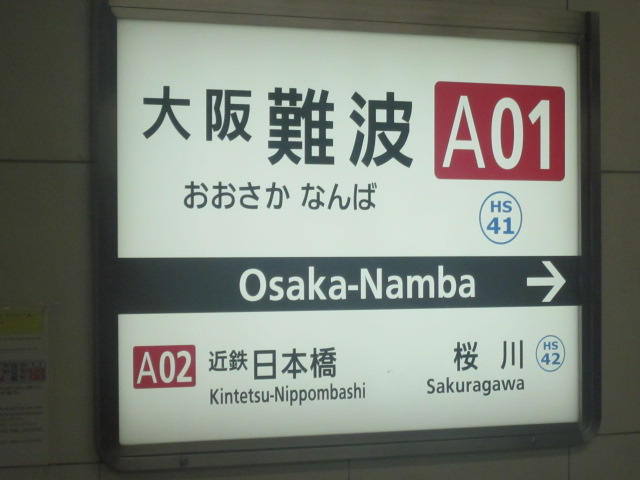 大阪難波 A01
おおさか なんば
HS
41
Osaka-Namba →
A02 近鉄日本橋
Kintetsu-Nippombashi
桜川 HS
42
Sakuragawa